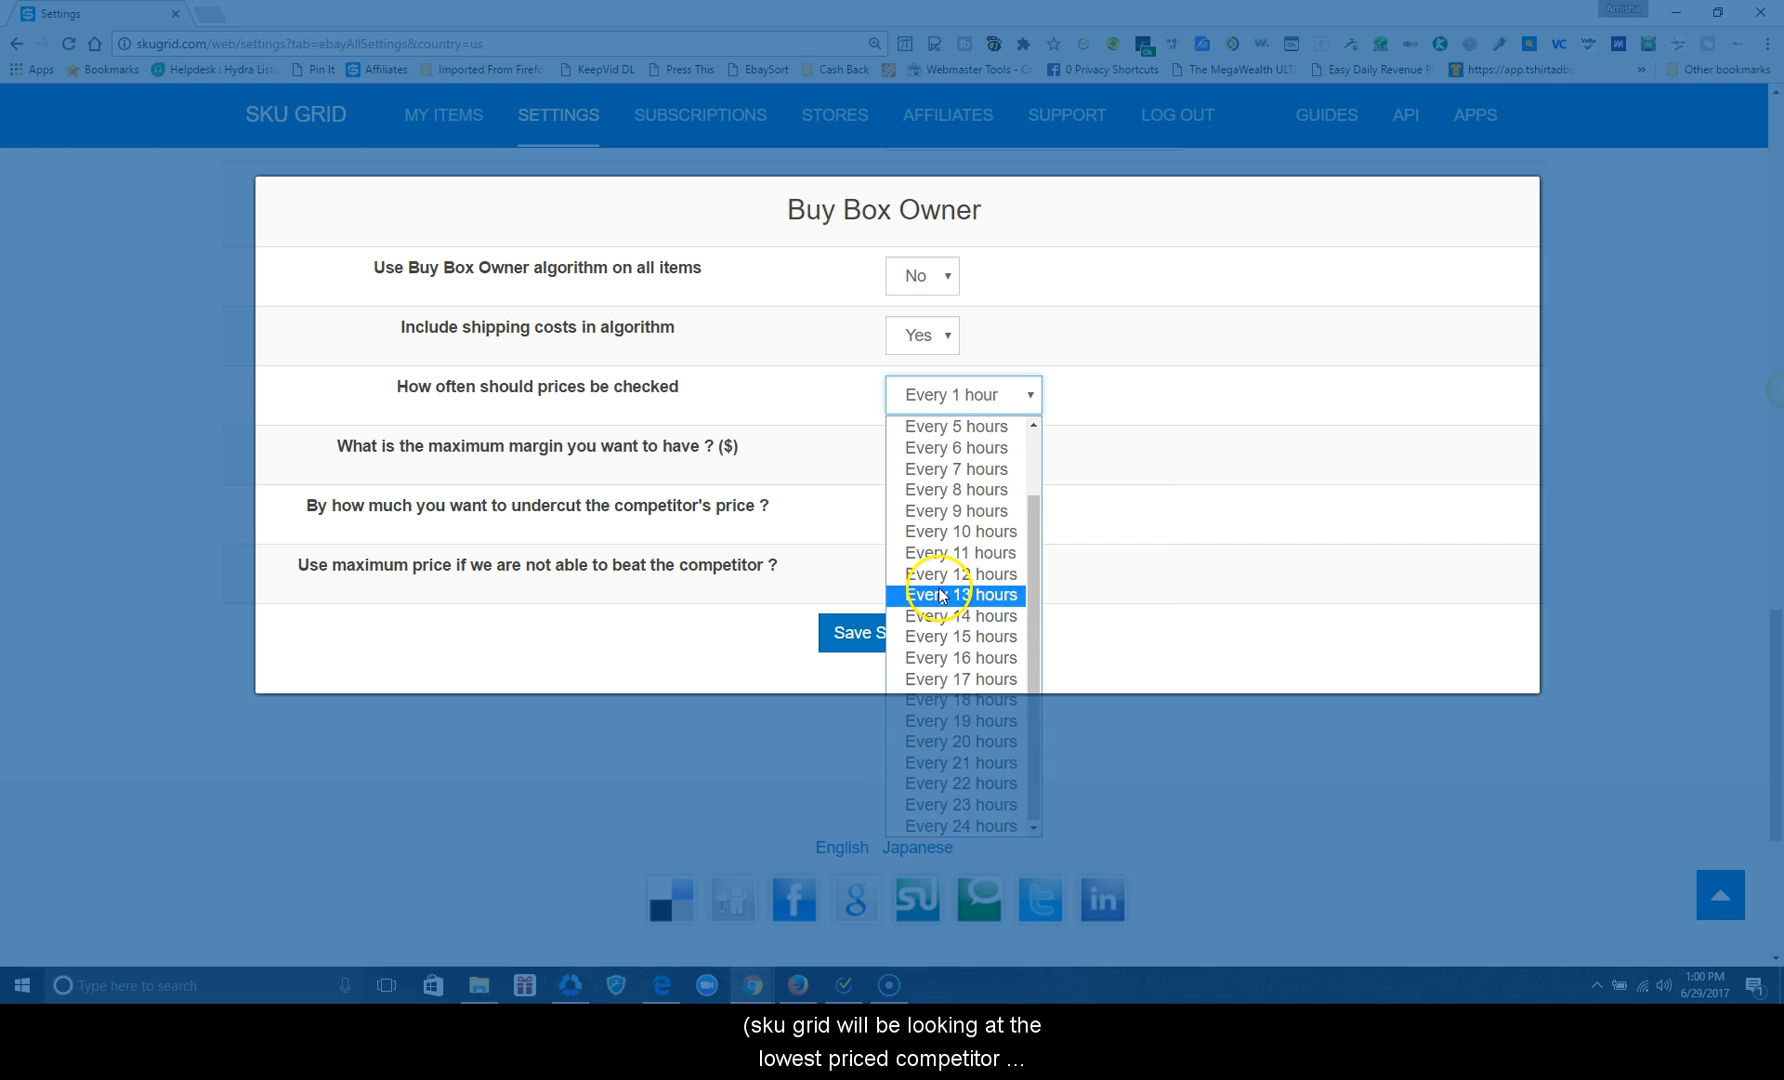 Settings
Amisha
skugrid.com/web/settings?tab=ebayAllSettings&country=us
Apps
Bookmarks
Helpdesk : Hydra List
Pin It
Affiliates
Imported From Firefo
KeepVid DL
Press This
EbaySort
Cash Back
Webmaster Tools - C
0 Privacy Shortcuts
The MegaWealth ULT
Easy Daily Revenue P
https://app.tshirtadbu
»
Other bookmarks
SKU GRID
MY ITEMS
SETTINGS
SUBSCRIPTIONS
STORES
AFFILIATES
SUPPORT
LOG OUT
GUIDES
API
APPS
Buy Box Owner
Use Buy Box Owner algorithm on all items
No
Include shipping costs in algorithm
Yes
How often should prices be checked
Every 1 hour
What is the maximum margin you want to have ? ($)
By how much you want to undercut the competitor's price ?
Use maximum price if we are not able to beat the competitor ?
Save S
Every 5 hours
Every 6 hours
Every 7 hours
Every 8 hours
Every 9 hours
Every 10 hours
Every 11 hours
Every 12 hours
Every 13 hours
Every 14 hours
Every 15 hours
Every 16 hours
Every 17 hours
Every 18 hours
Every 19 hours
Every 20 hours
Every 21 hours
Every 22 hours
Every 23 hours
Every 24 hours
English Japanese
Type here to search
1:00 PM
6/29/2017
(sku grid will be looking at the
lowest priced competitor ...